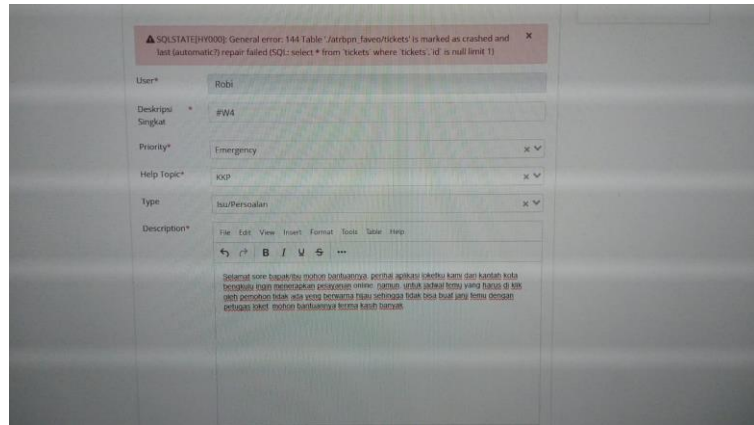 SQLSTATE[HY000]: General error: 144 Table './atrbpn_faveo/tickets' is marked as crashed and
last (automatic?) repair failed (SQL: select * from `tickets` where `tickets`.`id` is null limit 1)
×
User*
Robi
Deskripsi *
Singkat
#W4
Priority*
Emergency
×
Help Topic*
KKP
×
Type
Isu/Persoalan
×
Description*
File Edit View Insert Format Tools Table Help
B I U S ...
Selamat sore bapak/ibu mohon bantuannya, perihal aplikasi loketku kami dari kantah kota
bengkulu ingin menerapkan pelayanan online, namun, untuk jadwal temu yang harus di klik
oleh pemohon tidak ada yang berwarna hijau sehingga tidak bisa buat janji temu dengan
petugas loket. mohon bantuannya terima kasih banyak.